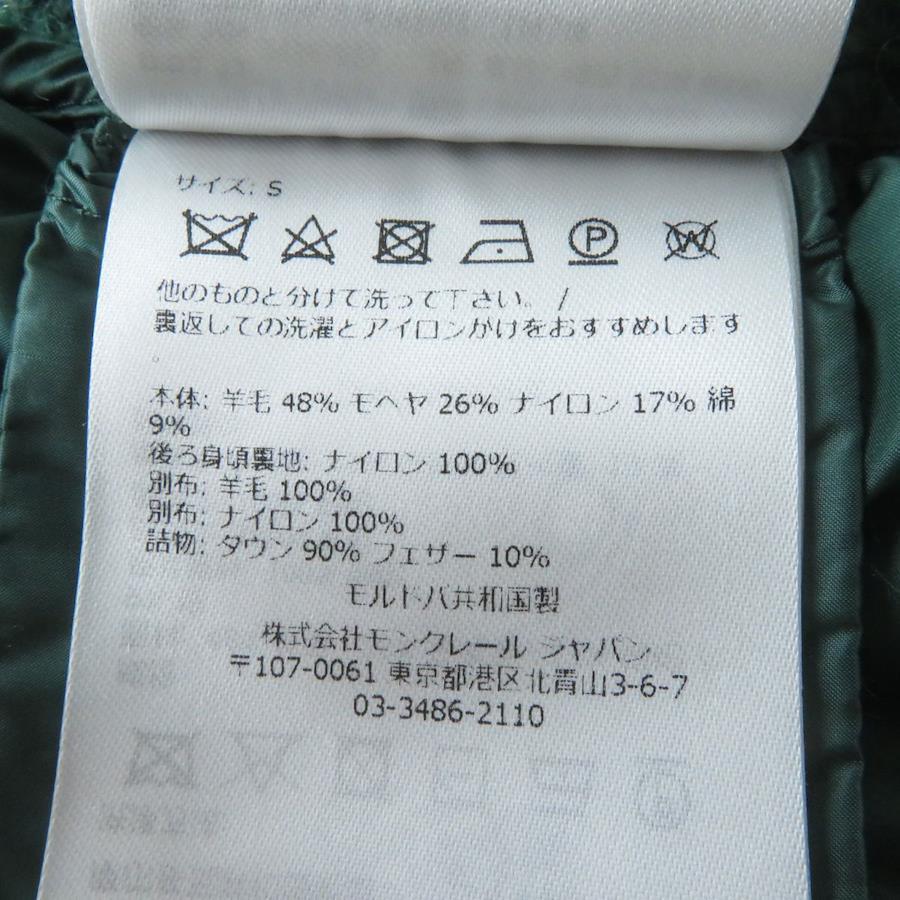 サイズ: S
P
W
他のものと分けて洗って下さい。/
裏返しての洗濯とアイロンかけをおすすめします
。
本体: 羊毛 48% モヘヤ 26% ナイロン 17% 綿
9%
後ろ身頃裏地: ナイロン 100%
別布: 羊毛 100%
別布: ナイロン 100%
詰物: ダウン 90% フェザー 10%
モルドバ共和国製
株式会社モンクレール ジャパン
〒107-0061 東京都港区北青山3-6-7
03-3486-2110